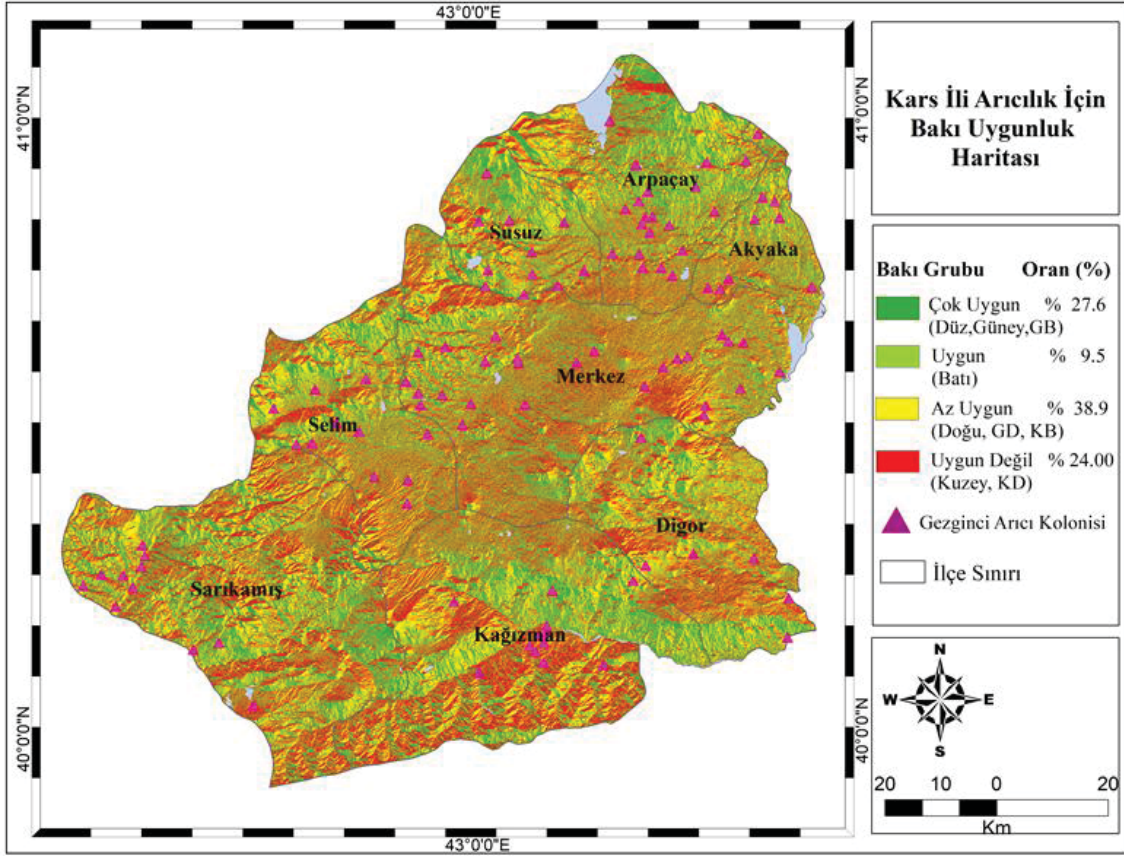 43°0'0"E
41°0'0"N
41°0'0"N
40°0'0"N
40°0'0"N
43°0'0"E
Arpaçay
Susuz
Akyaka
Merkez
Selim
Digor
Sarıkamış
Kağızman
Kars İli Arıcılık İçin
Bakı Uygunluk
Haritası
Bakı Grubu Oran (%)
Çok Uygun % 27.6
(Düz,Güney,GB)
Uygun % 9.5
(Batı)
Az Uygun % 38.9
(Doğu, GD, KB)
Uygun Değil % 24.00
(Kuzey, KD)
Gezginci Arıcı Kolonisi
İlçe Sınırı
N
W E
S
20 10 0 20
Km